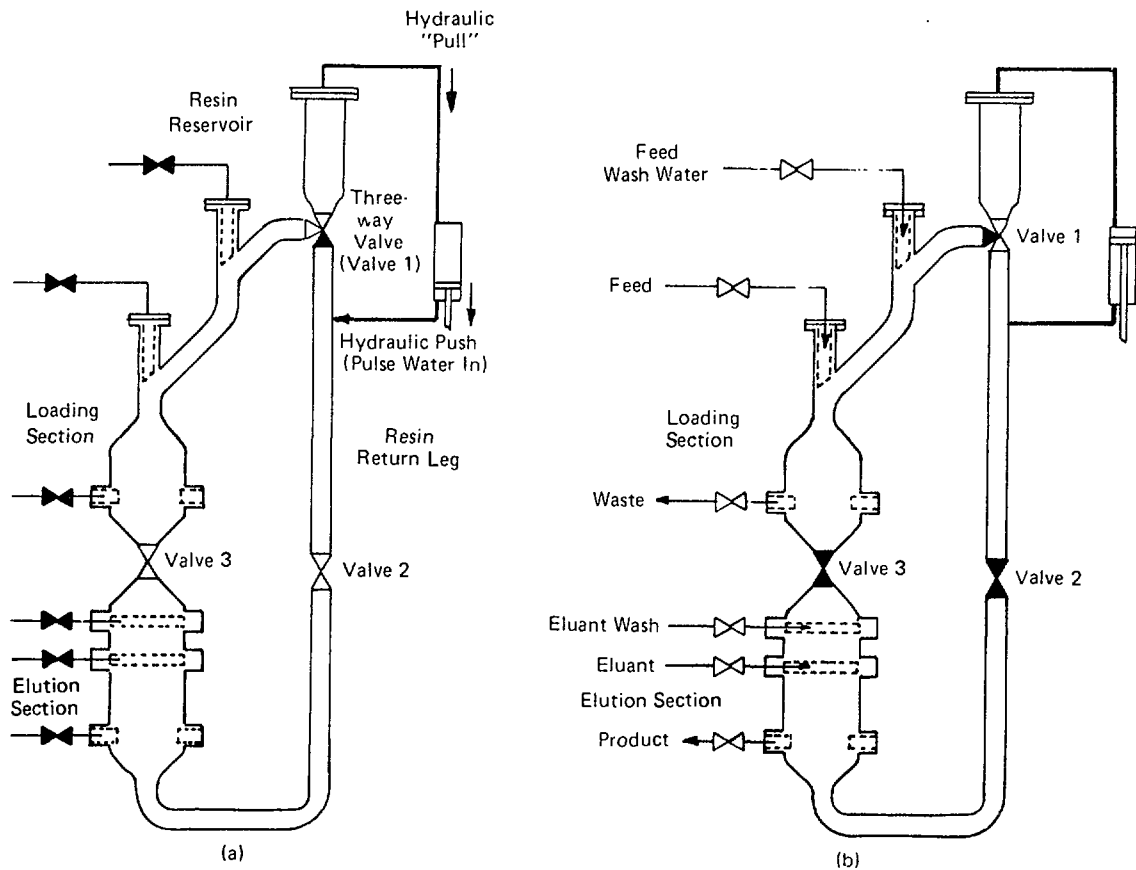 Hydraulic
"Pull"
Resin
Reservoir
Three-
way
Valve
(Valve 1)
Hydraulic Push
(Pulse Water In)
Loading
Section
Resin
Return Leg
Valve 3
Valve 2
Elution
Section
(a)
Feed
Wash Water
Valve 1
Feed
Loading
Section
Waste
Valve 3
Valve 2
Eluant Wash
Eluant
Elution Section
Product
(b)